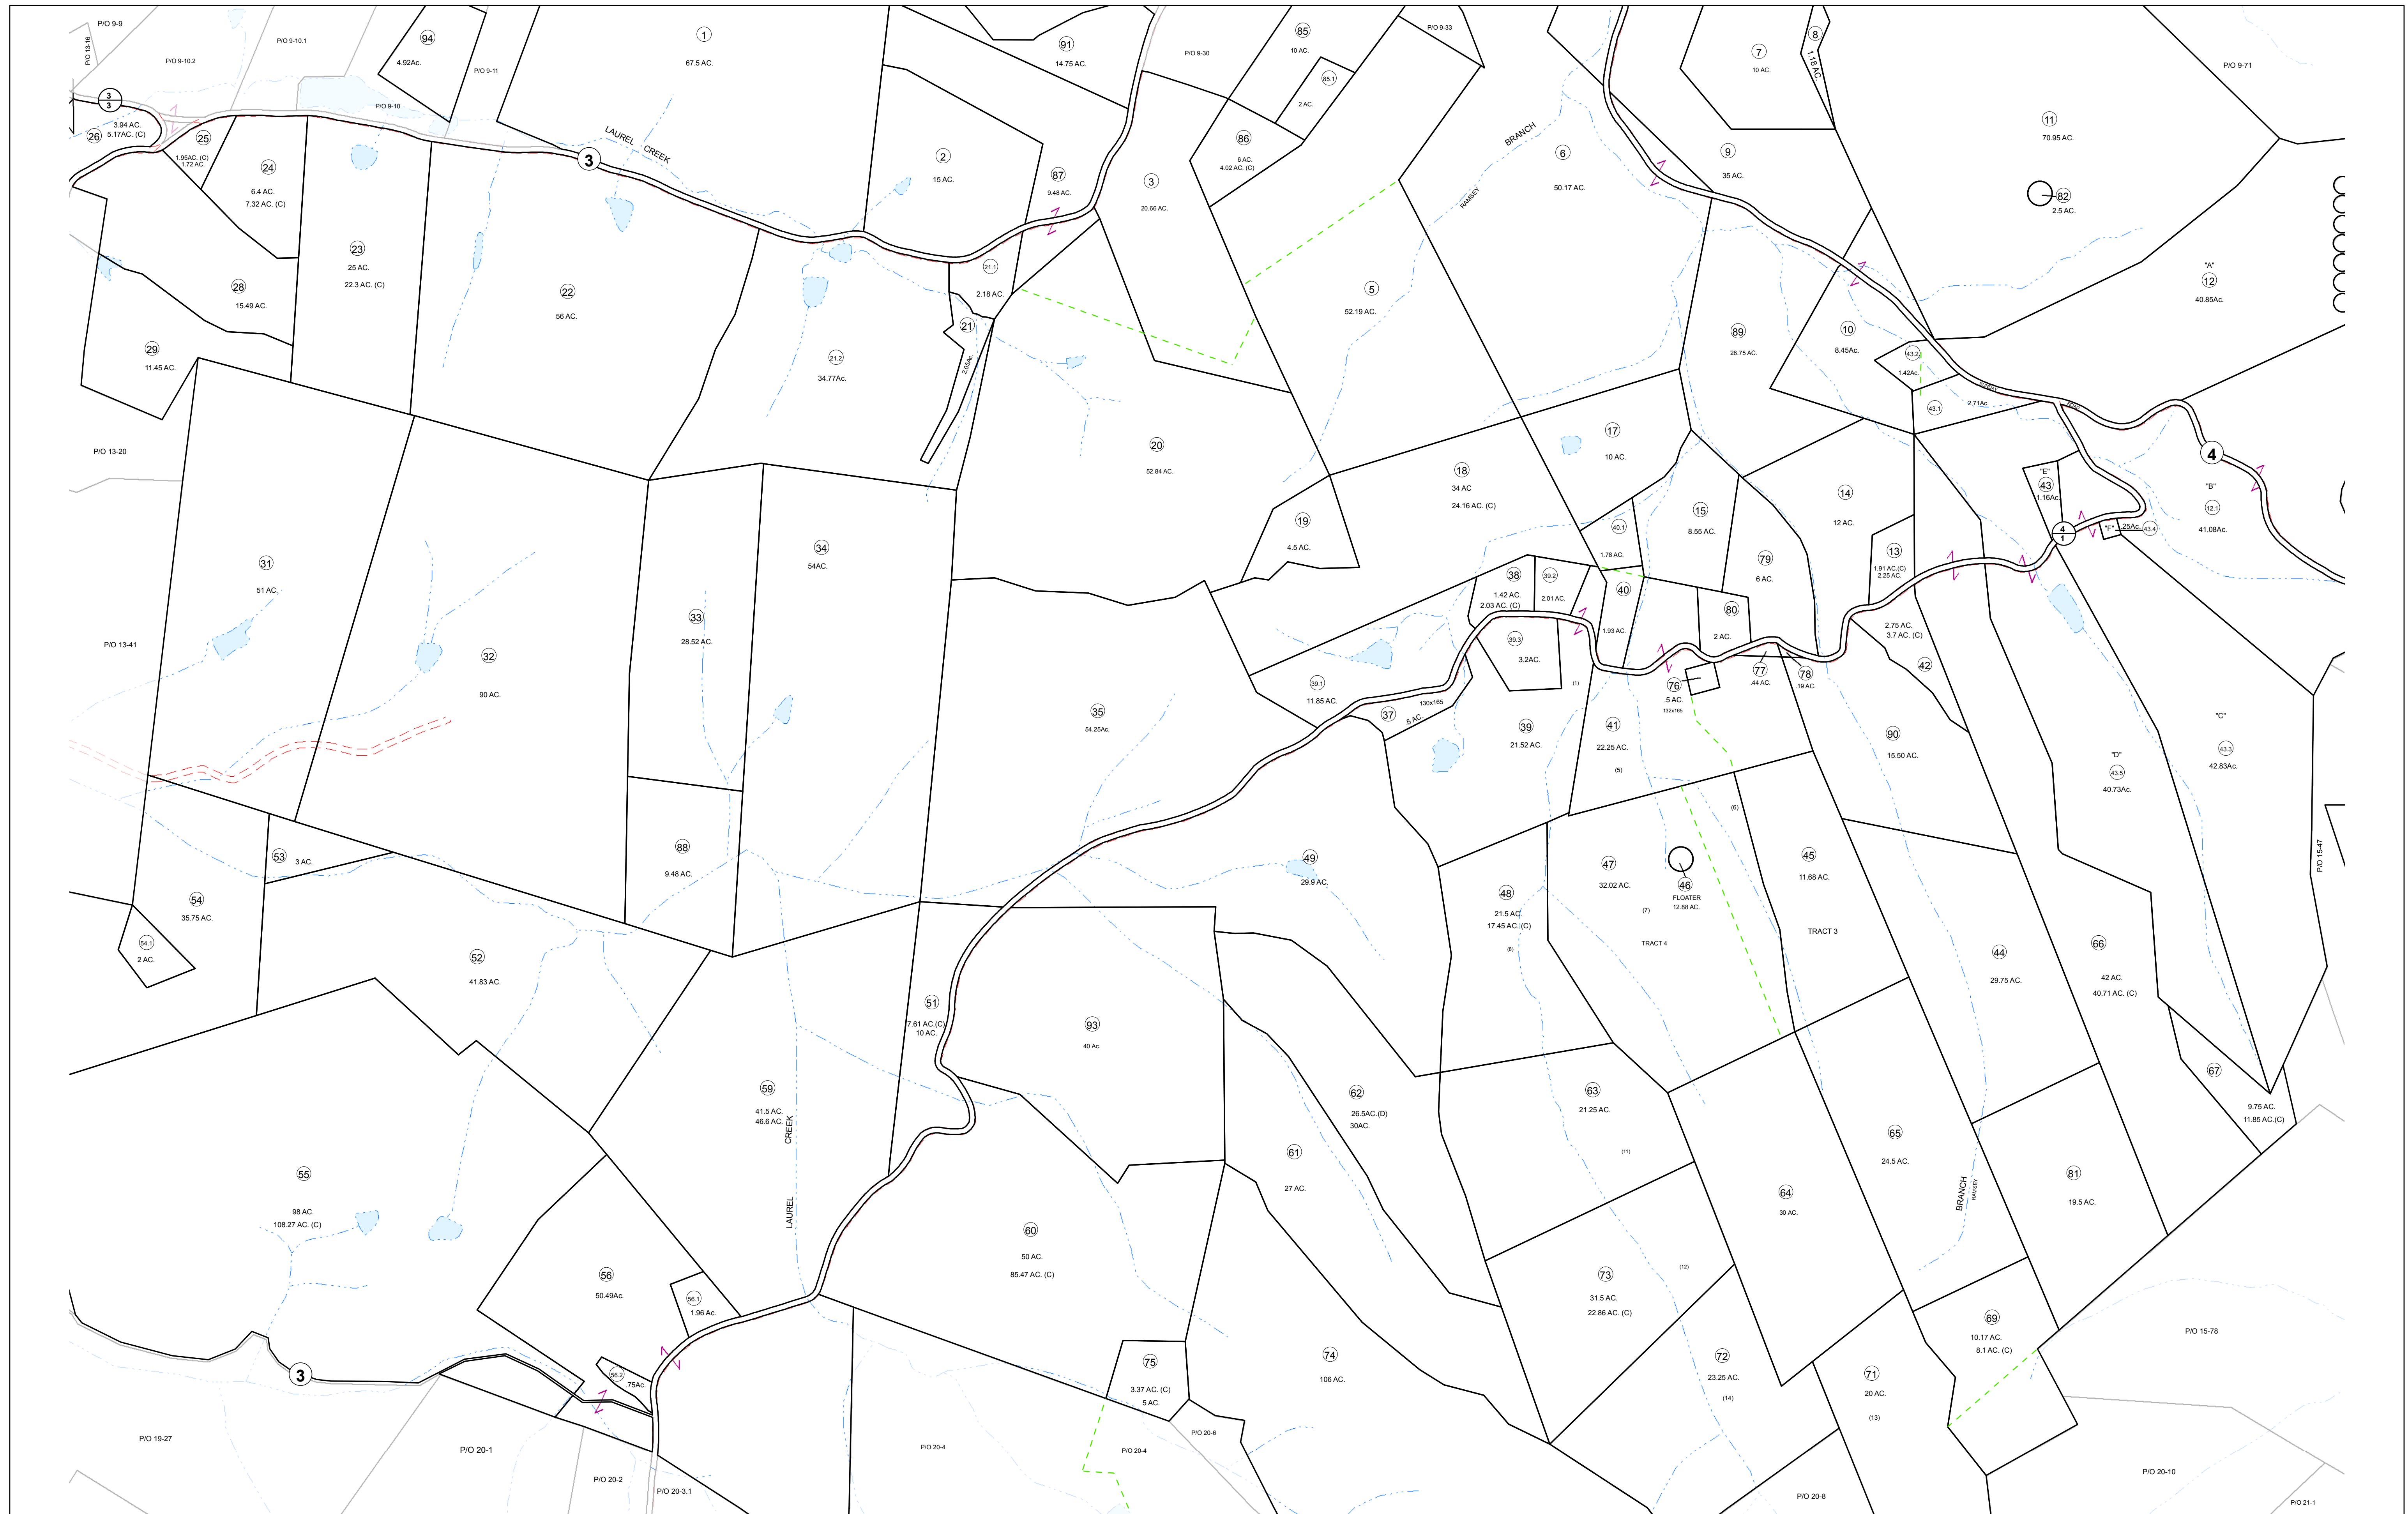 P/O 9-9
P/O 13-16
P/O 9-10.2
P/O 9-10.1
94
4.92Ac.
P/O 9-11
P/O 9-10
1
67.5 AC.
91
14.75 AC.
P/O 9-30
85
10 AC.
85.1
2 AC.
P/O 9-33
7
10 AC.
8
1.18 AC.
P/O 9-71
11
70.95 AC.
3
3
26
3.94 AC.
5.17AC. (C)
25
1.95AC. (C)
1.72 AC.
24
6.4 AC.
7.32 AC. (C)
LAUREL CREEK
3
2
15 AC.
87
9.48 AC.
3
20.66 AC.
86
6 AC.
4.02 AC. (C)
BRANCH
RAMSEY
6
50.17 AC.
9
35 AC.
82
2.5 AC.
23
25 AC.
22.3 AC. (C)
28
15.49 AC.
22
56 AC.
21.1
2.18 AC.
21
2.05Ac.
21.2
34.77Ac.
5
52.19 AC.
89
28.75 AC.
10
8.45Ac.
"A"
12
40.85Ac.
29
11.45 AC.
43.2
1.42Ac.
43.1
2.71Ac.
P/O 13-20
20
52.84 AC.
18
34 AC
24.16 AC. (C)
17
10 AC.
4
19
4.5 AC.
40.1
1.78 AC.
15
8.55 AC.
14
12 AC.
"E"
43
1.16Ac.
"B"
12.1
41.08Ac.
"F"
.25Ac.
43.4
4
1
31
51 AC.
34
54AC.
33
28.52 AC.
79
6 AC.
13
1.91 AC.(C)
2.25 AC.
38
1.42 AC.
2.03 AC. (C)
39.2
2.01 AC.
40
1.93 AC.
80
2 AC.
39.3
3.2AC.
P/O 13-41
32
90 AC.
2.75 AC.
3.7 AC. (C)
42
77
.44 AC.
78
.19 AC.
76
.5 AC.
132x165
(1)
39.1
11.85 AC.
37
130x165
.5 AC.
35
54.25Ac.
39
21.52 AC.
41
22.25 AC.
(5)
90
15.50 AC.
"C"
43.3
42.83Ac.
"D"
43.5
40.73Ac.
(6)
53
3 AC.
88
9.48 AC.
49
29.9 AC.
47
32.02 AC.
(7)
TRACT 4
46
FLOATER
12.88 AC.
45
11.68 AC.
TRACT 3
P/O 15-47
54
35.75 AC.
54.1
2 AC.
48
21.5 AC.
17.45 AC. (C)
(8)
52
41.83 AC.
44
29.75 AC.
66
42 AC.
40.71 AC. (C)
51
7.61 AC.(C)
10 AC.
93
40 Ac.
59
41.5 AC.
46.6 AC.
LAUREL CREEK
62
26.5AC.(D)
30AC.
63
21.25 AC.
(11)
67
9.75 AC.
11.85 AC.(C)
65
24.5 AC.
61
27 AC.
55
98 AC.
108.27 AC. (C)
64
30 AC.
BRANCH
RAMSEY
81
19.5 AC.
60
50 AC.
85.47 AC. (C)
56
50.49Ac.
56.1
1.96 Ac.
73
31.5 AC.
22.86 AC. (C)
(12)
69
10.17 AC.
8.1 AC. (C)
P/O 15-78
3
56.2
.75Ac.
75
3.37 AC. (C)
5 AC.
74
106 AC.
72
23.25 AC.
(14)
71
20 AC.
(13)
P/O 19-27
P/O 20-1
P/O 20-2
P/O 20-3.1
P/O 20-4
P/O 20-4
P/O 20-6
P/O 20-8
P/O 20-10
P/O 21-1